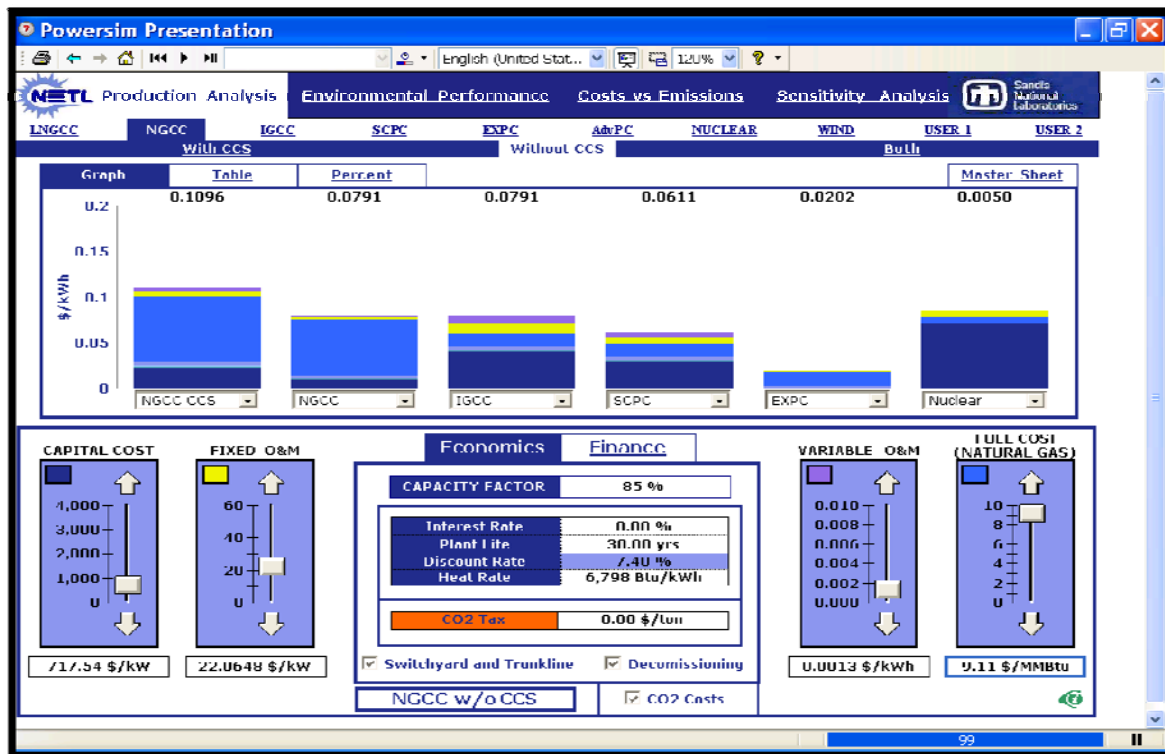 Powersim Presentation
English (United Stat... 120%
NETL Production Analysis Environmental Performance Costs vs Emissions Sensitivity Analysis Sandia National Laboratories
LNGCC NGCC IGCC SCPC EXPC AdvPC NUCLEAR WIND USER 1 USER 2
With CCS Without CCS Both
Graph Table Percent Master Sheet
0.1096 0.0791 0.0791 0.0611 0.0202 0.0050
0.2
0.15
0.1
0.05
0
$/kWh
NGCC CCS NGCC IGCC SCPC EXPC Nuclear
CAPITAL COST
4,000
3,000
2,000
1,000
0
717.54 $/kW
FIXED O&M
60
40
20
0
22.0648 $/kW
Economics Finance
CAPACITY FACTOR 85 %
Interest Rate 0.00 %
Plant Life 30.00 yrs
Discount Rate 7.40 %
Heat Rate 6,798 Btu/kWh
CO2 Tax 0.00 $/ton
Switchyard and Trunkline Decomissioning
NGCC w/o CCS CO2 Costs
VARIABLE O&M
0.010
0.008
0.006
0.004
0.002
0.000
0.0013 $/kWh
FULL COST
(NATURAL GAS)
10
8
6
4
2
0
9.11 $/MMBtu
99